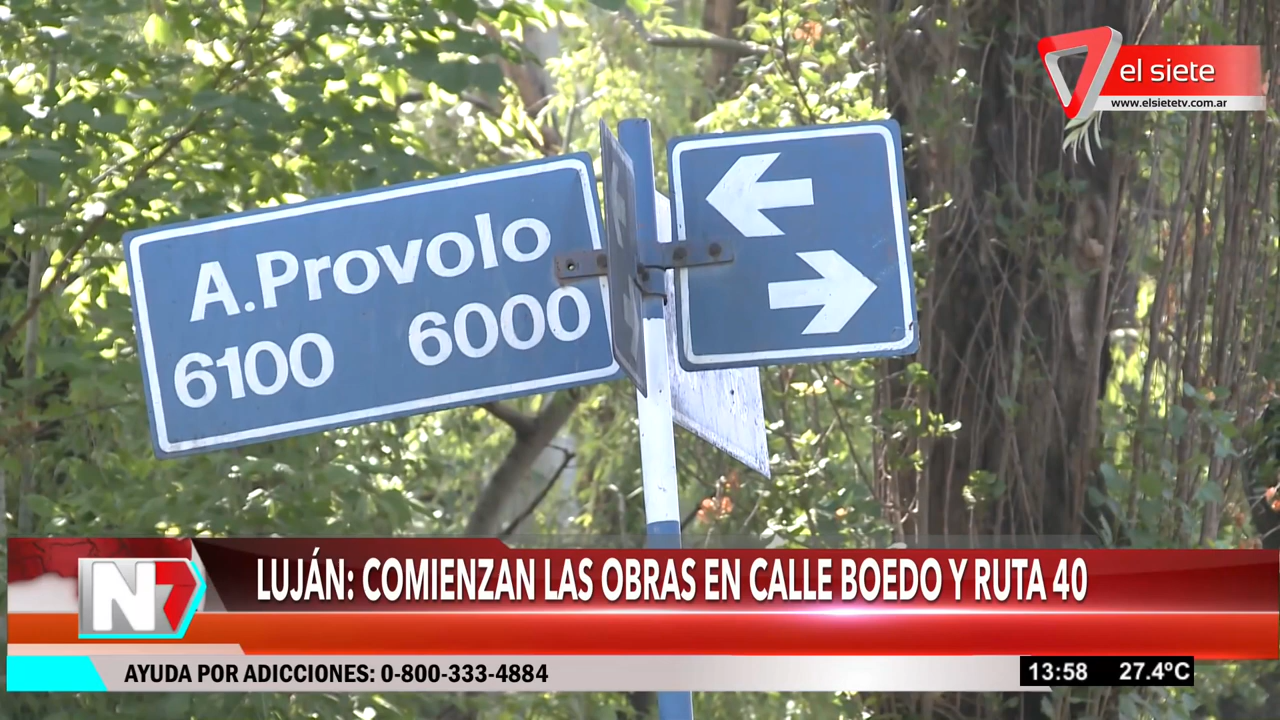 el siete
www.elsietetv.com.ar
A.Provolo
6100 6000
N7
LUJÁN: COMIENZAN LAS OBRAS EN CALLE BOEDO Y RUTA 40
AYUDA POR ADICCIONES: 0-800-333-4884
13:58 27.4ºC